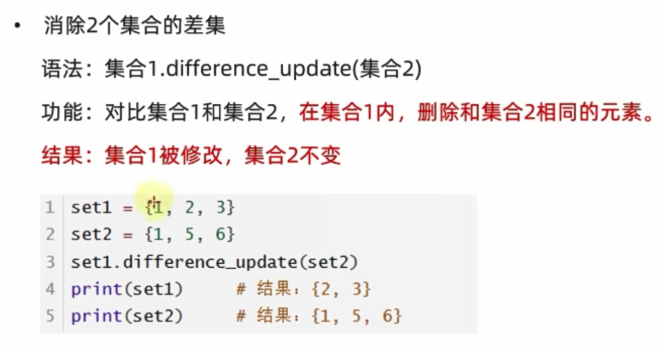 • 消除2个集合的差集
语法：集合1.difference_update(集合2)
功能：对比集合1和集合2，在集合1内，删除和集合2相同的元素。
结果：集合1被修改，集合2不变
1 set1 = {1, 2, 3}
2 set2 = {1, 5, 6}
3 set1.difference_update(set2)
4 print(set1)      # 结果：{2, 3}
5 print(set2)      # 结果：{1, 5, 6}